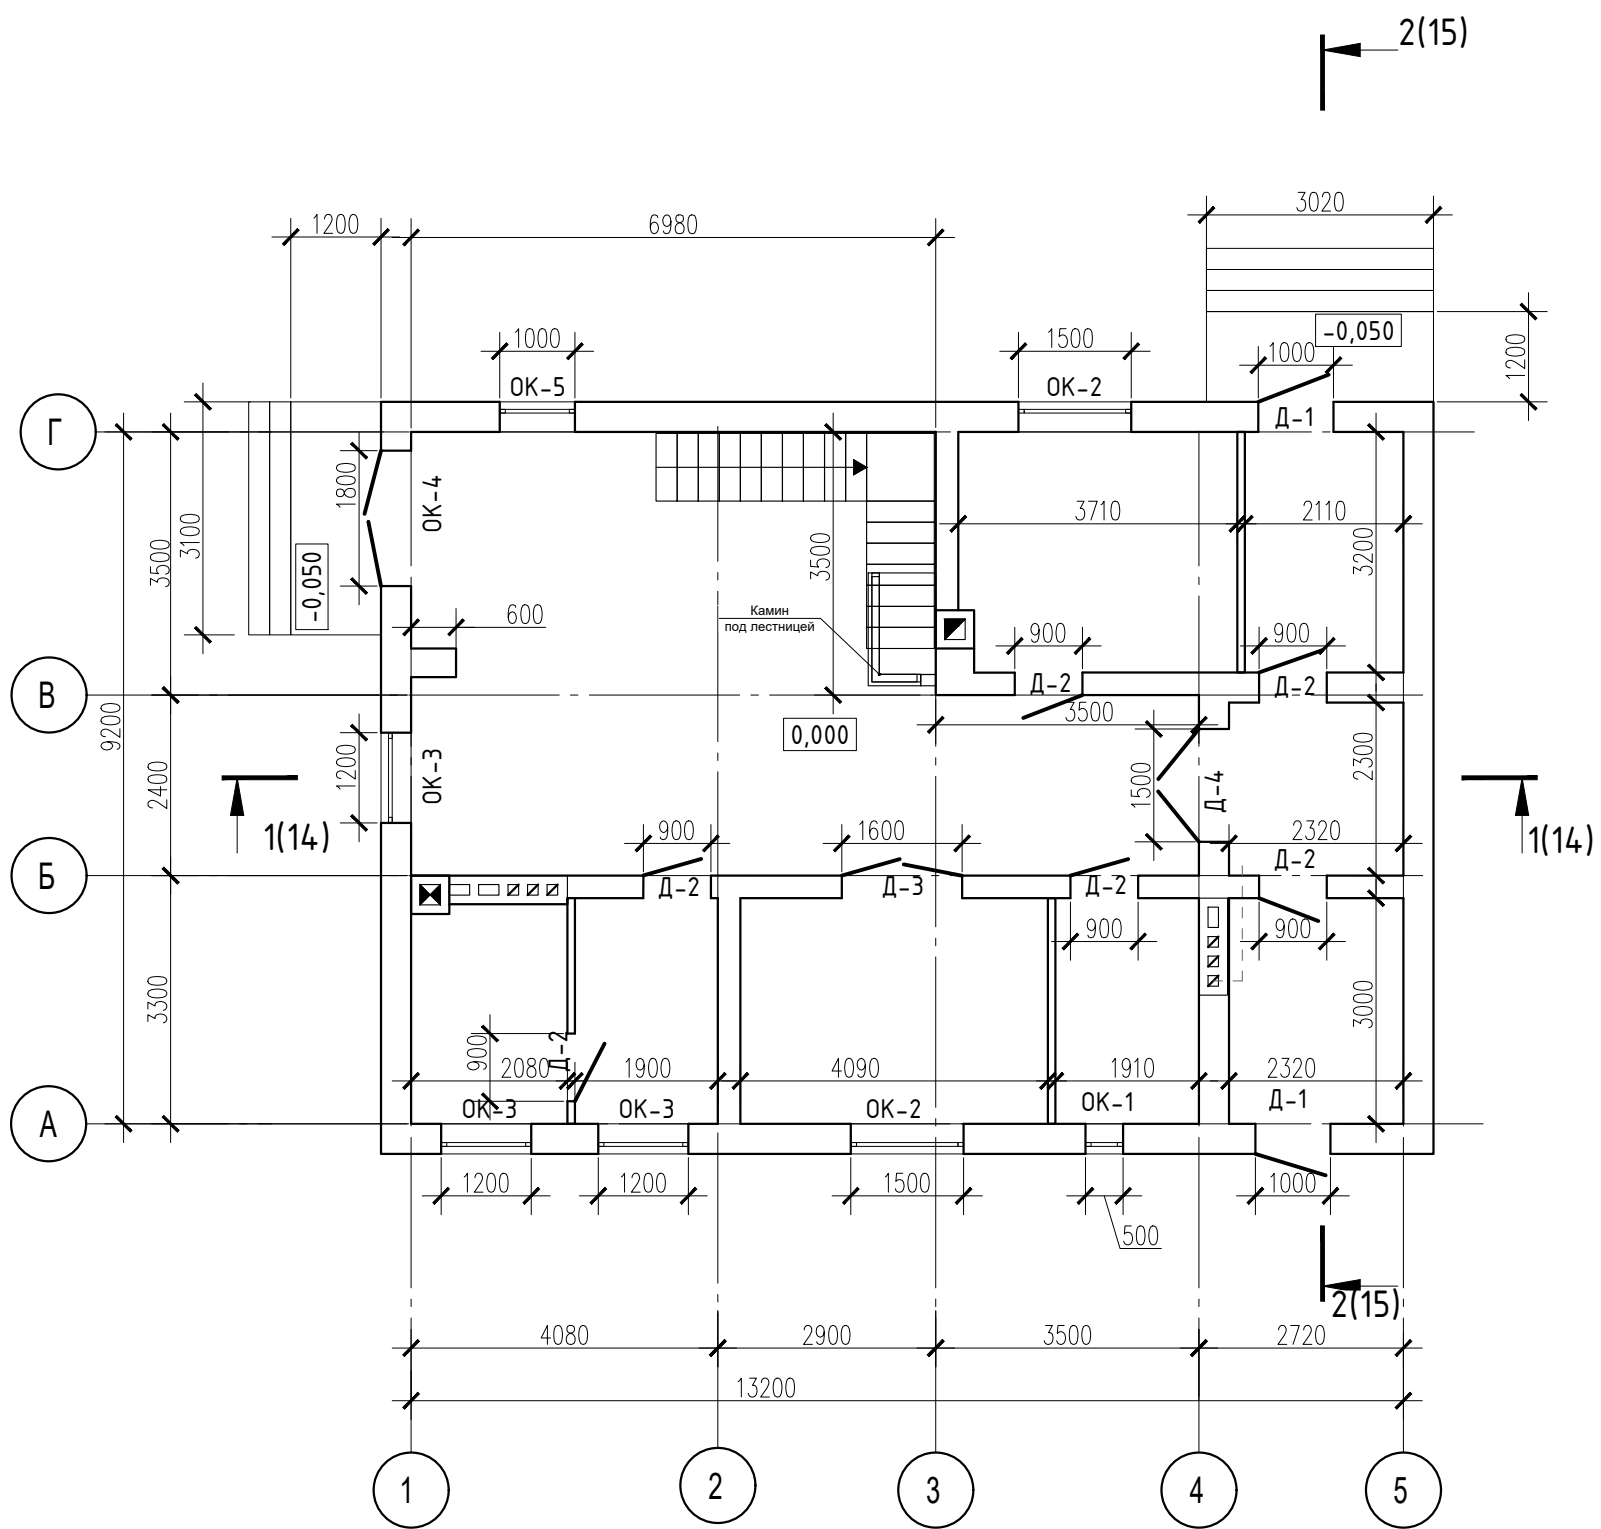 2(15)
3020
1200
6980
1000
ОК-5
1500
ОК-2
-0,050
1000
1200
Д-1
Г
1800
ОК-4
3500
3100
-0,050
3500
3710
2110
3200
600
Камин
под лестницей
900
900
В
Д-2
Д-2
3500
0,000
9200
2400
1200
ОК-3
1500
Д-4
2300
1(14)
1(14)
900
1600
2320
Б
Д-2
Д-3
Д-2
Д-2
900
900
3300
3000
900
Д-2
2080
1900
4090
1910
2320
А
ОК-3
ОК-3
ОК-2
ОК-1
Д-1
1200
1200
1500
1000
500
2(15)
4080
2900
3500
2720
13200
1
2
3
4
5